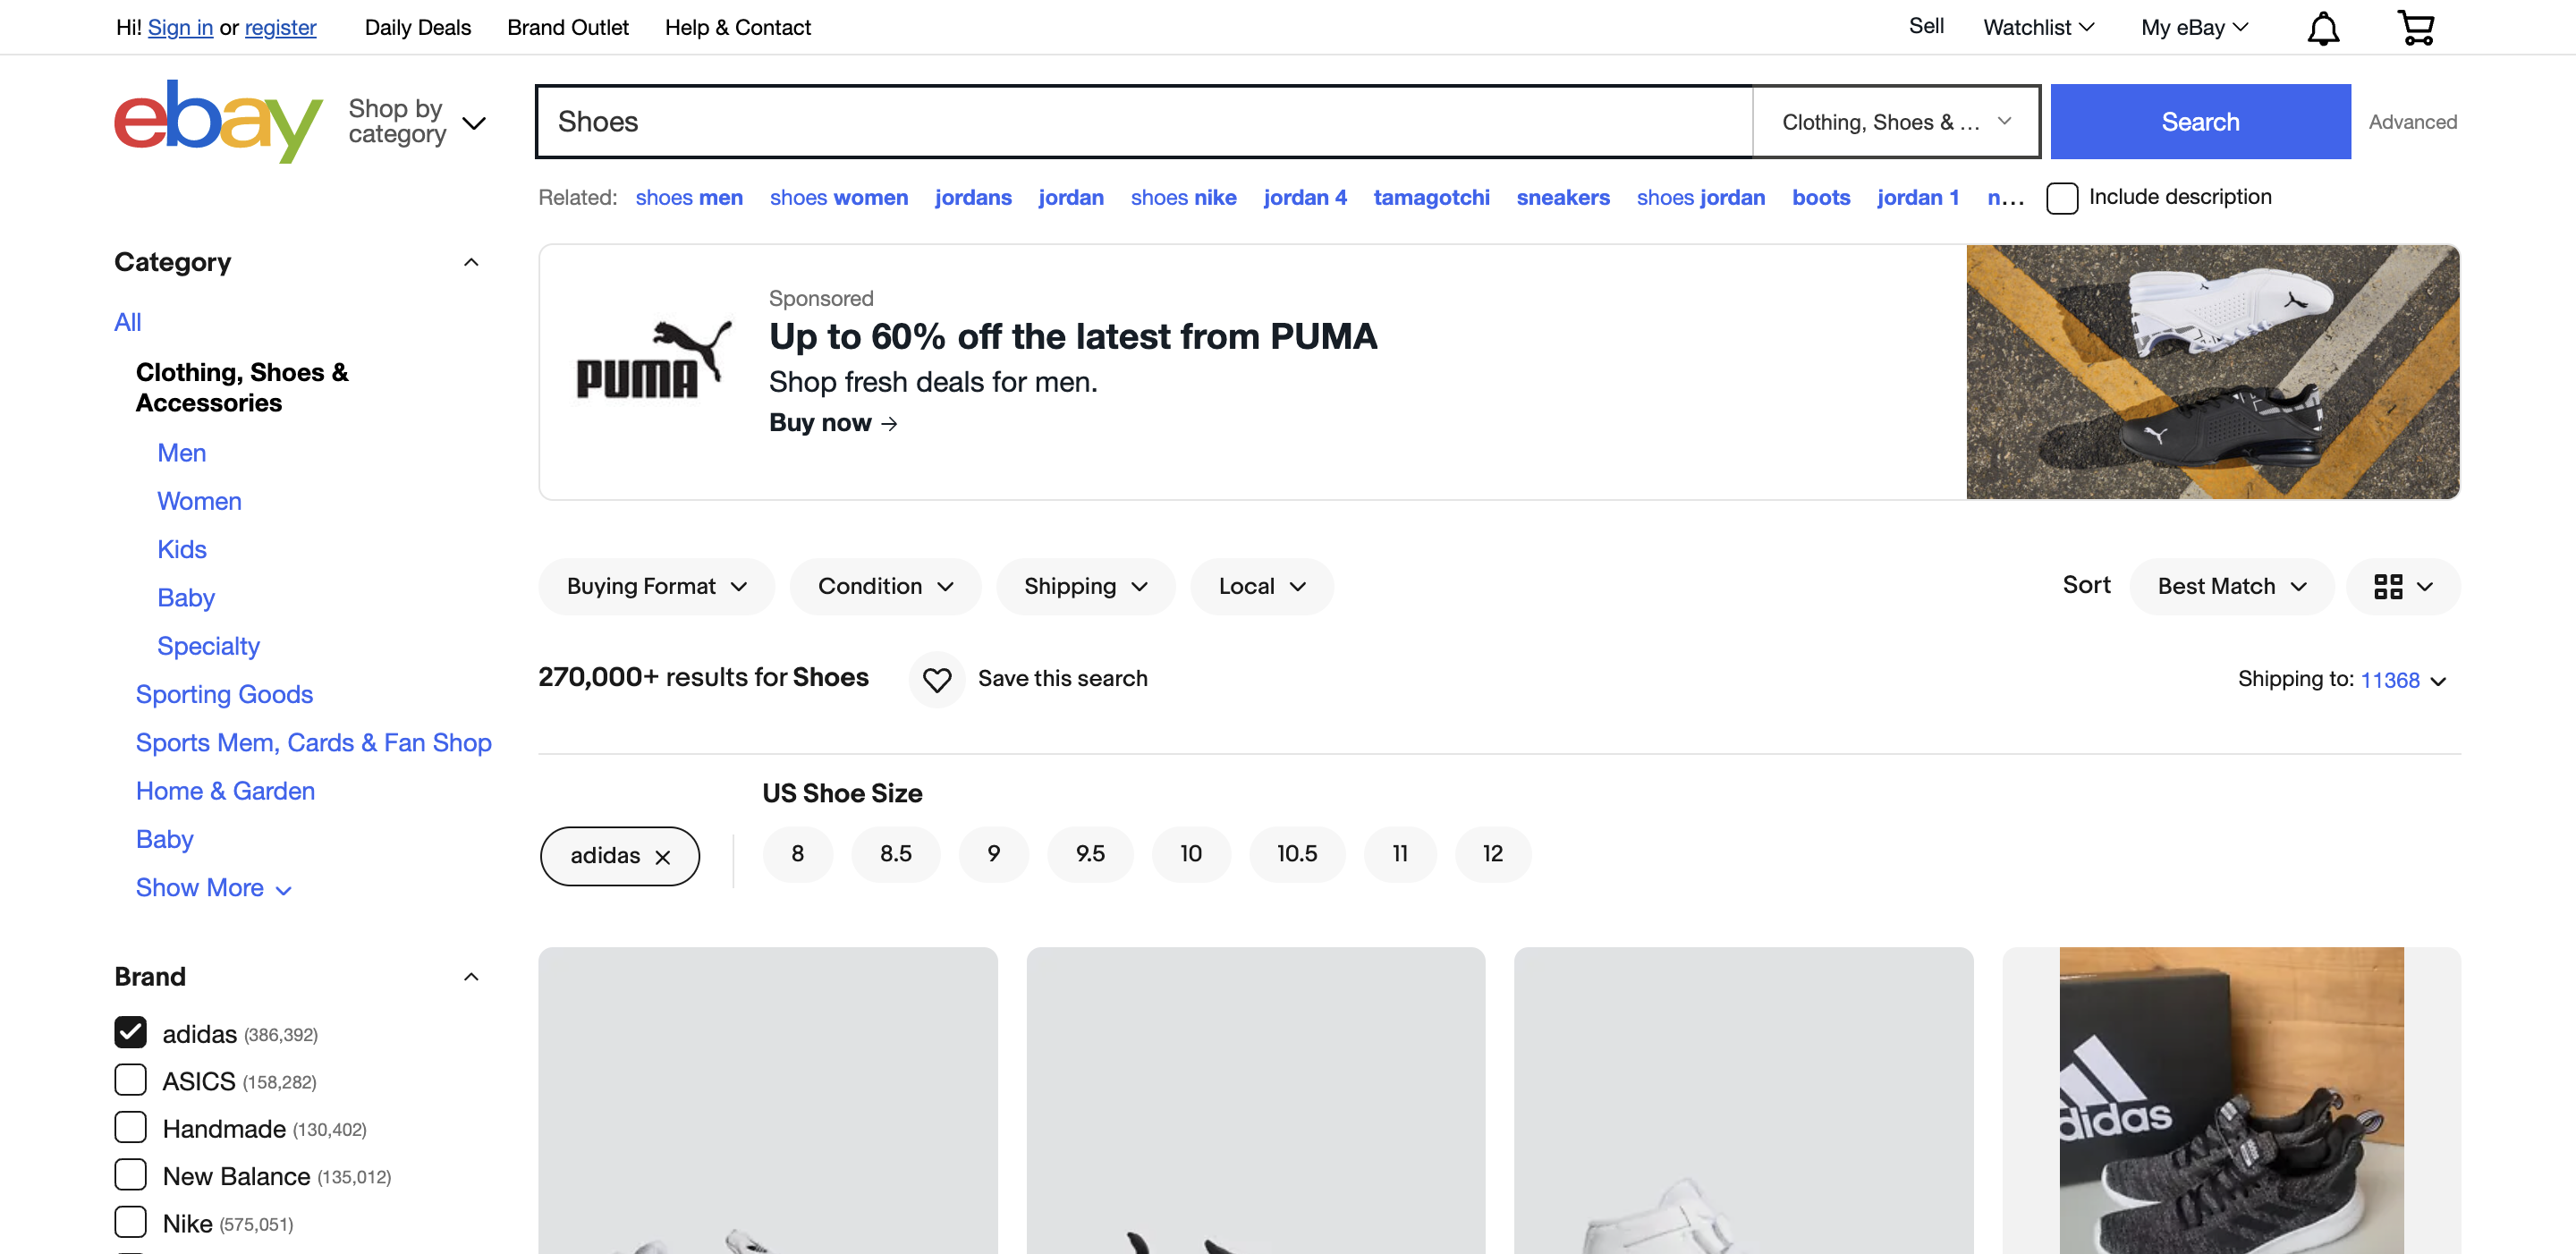 Hi! Sign in or register Daily Deals Brand Outlet Help & Contact Sell Watchlist My eBay
ebay Shop by category Shoes Clothing, Shoes & ... Search Advanced
Related: shoes men shoes women jordans jordan shoes nike jordan 4 tamagotchi sneakers shoes jordan boots jordan 1 n... Include description
Category
All
Clothing, Shoes &
Accessories
Men
Women
Kids
Baby
Specialty
Sporting Goods
Sports Mem, Cards & Fan Shop
Home & Garden
Baby
Show More
Brand
adidas (386,392)
ASICS (158,282)
Handmade (130,402)
New Balance (135,012)
Nike (575,051)
PUMA
Sponsored
Up to 60% off the latest from PUMA
Shop fresh deals for men.
Buy now →
Buying Format Condition Shipping Local Sort Best Match
270,000+ results for Shoes Save this search Shipping to: 11368
US Shoe Size
adidas 8 8.5 9 9.5 10 10.5 11 12
adidas